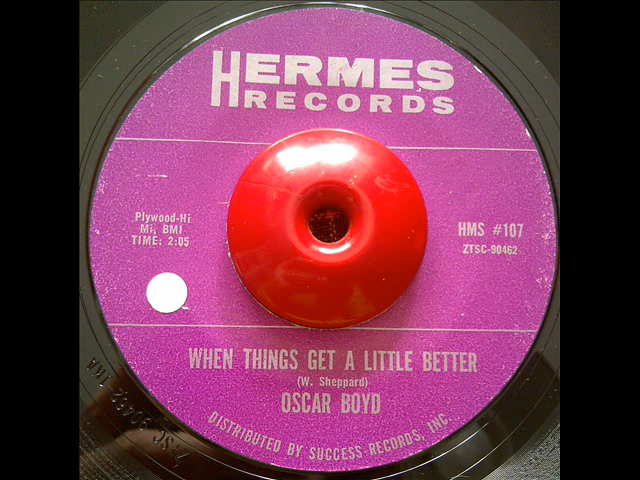 HERMES
RECORDS
Plywood-Hi
Mi, BMI
TIME: 2:05
HMS #107
ZTSC-90462
WHEN THINGS GET A LITTLE BETTER
(W. Sheppard)
OSCAR BOYD
DISTRIBUTED BY SUCCESS RECORDS, INC.